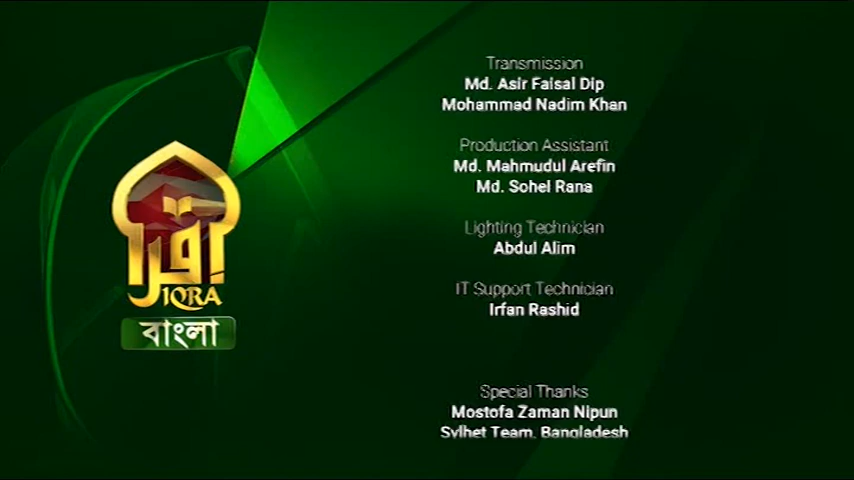 اقرأ
IQRA
বাংলা
Transmission
Md. Asir Faisal Dip
Mohammad Nadim Khan
Production Assistant
Md. Mahmudul Arefin
Md. Sohel Rana
Lighting Technician
Abdul Alim
IT Support Technician
Irfan Rashid
Special Thanks
Mostofa Zaman Nipun
Sylhet Team, Bangladesh